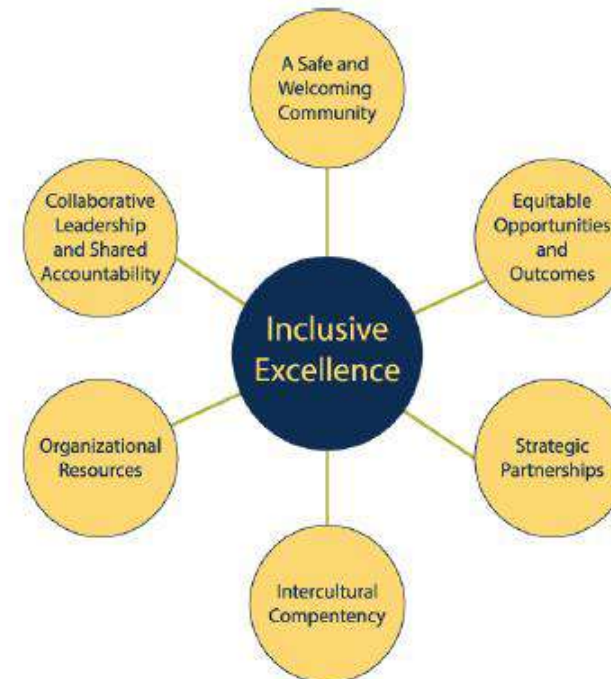 A Safe and
Welcoming
Community
Collaborative
Leadership
and Shared
Accountability
Equitable
Opportunities
and
Outcomes
Inclusive
Excellence
Organizational
Resources
Strategic
Partnerships
Intercultural
Compentency